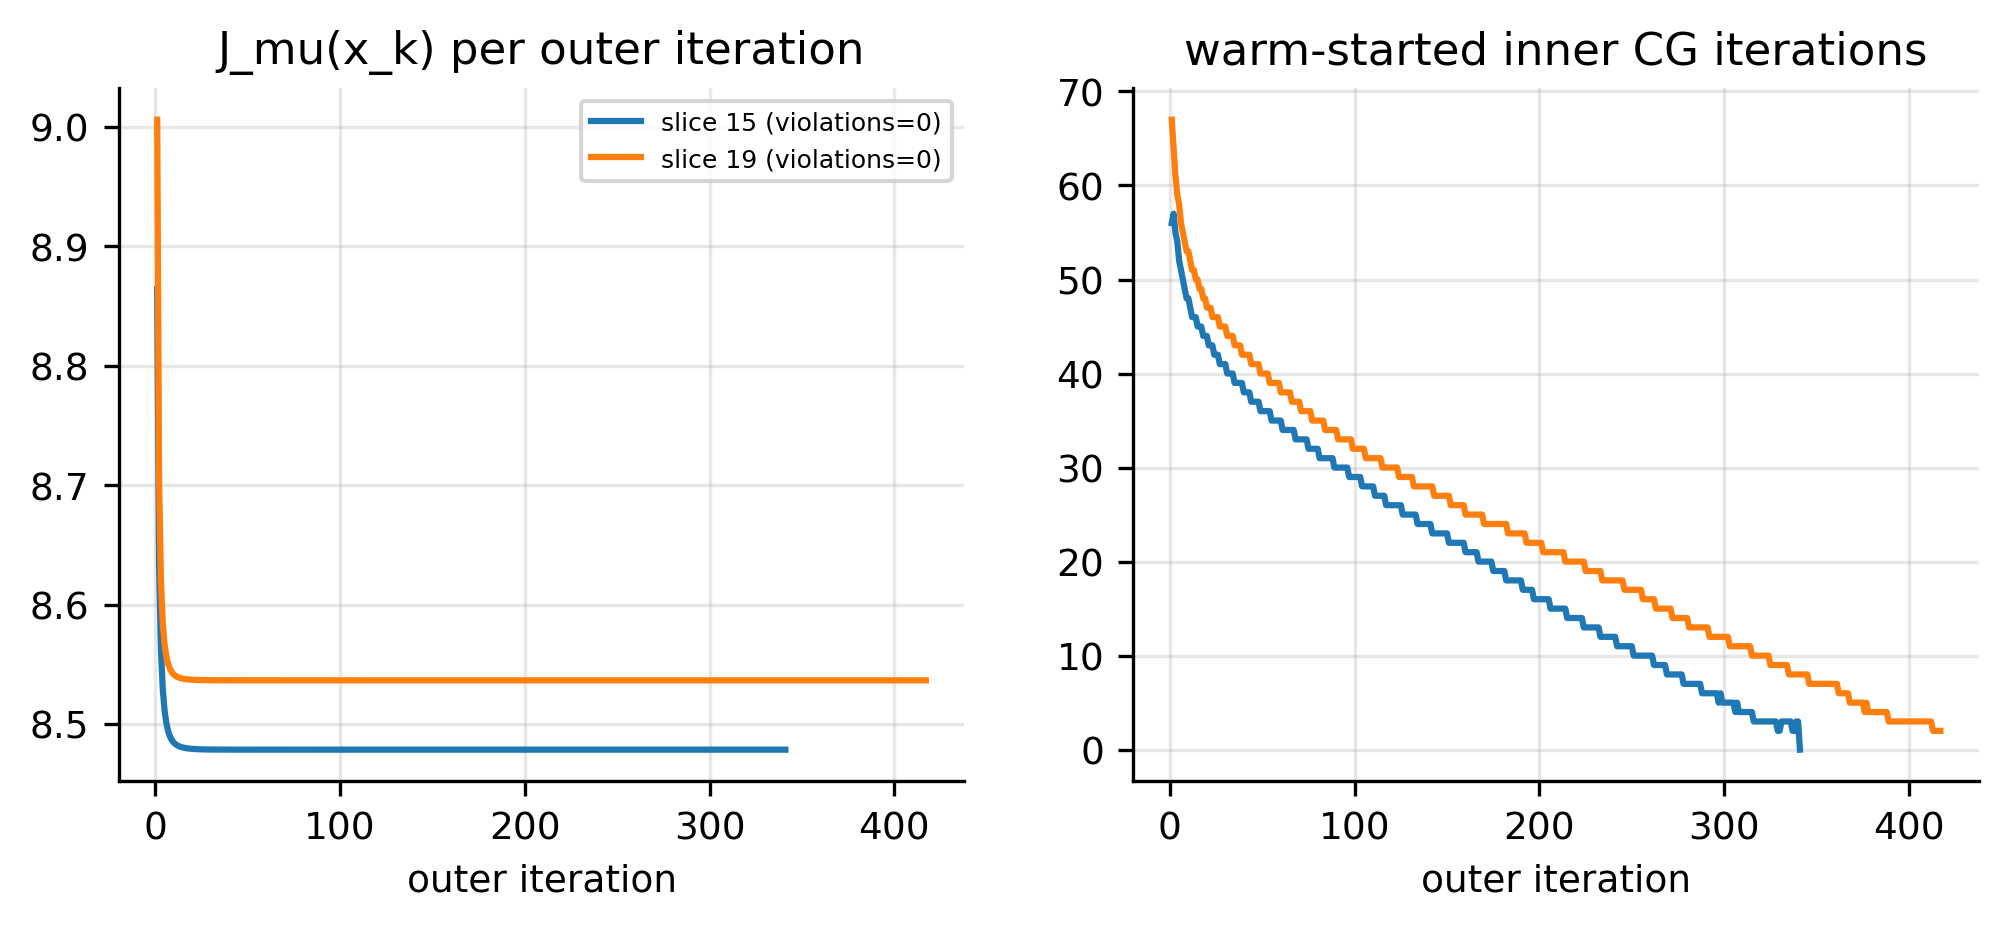 J_mu(x_k) per outer iteration
9.0
8.9
8.8
8.7
8.6
8.5
0 100 200 300 400
outer iteration
slice 15 (violations=0)
slice 19 (violations=0)
warm-started inner CG iterations
70
60
50
40
30
20
10
0
0 100 200 300 400
outer iteration